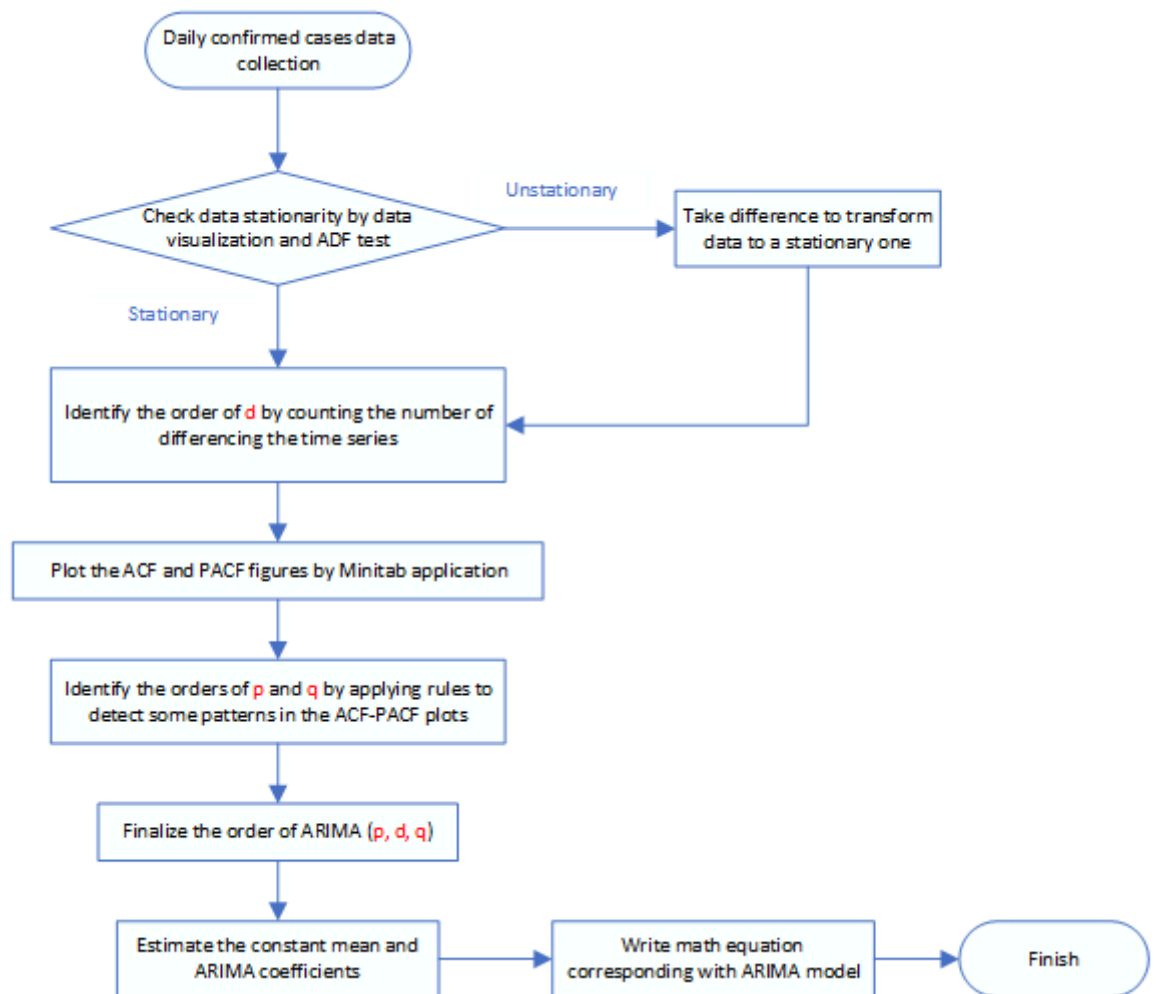 Daily confirmed cases data
collection
Unstationary
Check data stationarity by data
visualization and ADF test
Take difference to transform
data to a stationary one
Stationary
Identify the order of d by counting the number of
differencing the time series
Plot the ACF and PACF figures by Minitab application
Identify the orders of p and q by applying rules to
detect some patterns in the ACF-PACF plots
Finalize the order of ARIMA (p, d, q)
Estimate the constant mean and
ARIMA coefficients
Write math equation
corresponding with ARIMA model
Finish